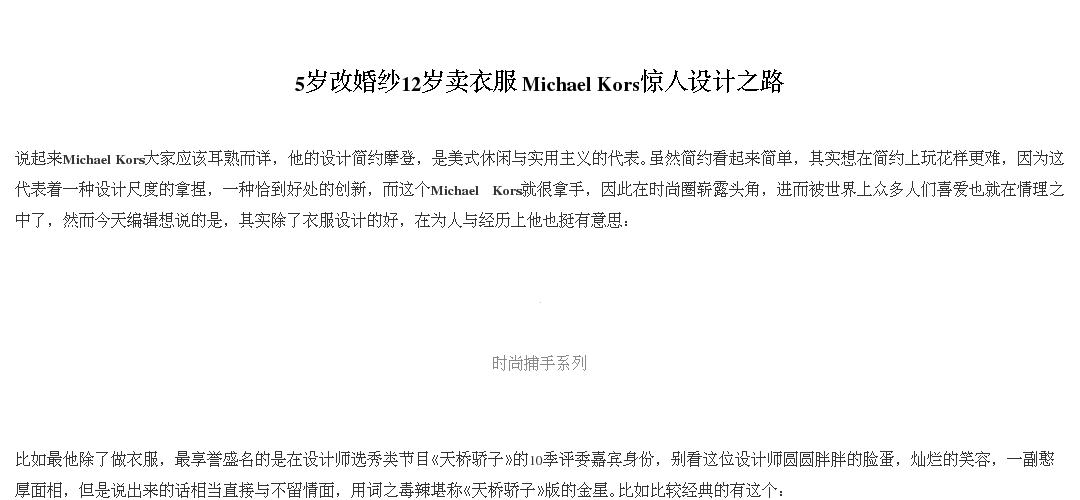 5岁改婚纱12岁卖衣服 Michael Kors惊人设计之路
说起来Michael Kors大家应该耳熟而详，他的设计简约摩登，是美式休闲与实用主义的代表。虽然简约看起来简单，其实想在简约上玩花样更难，因为这
代表着一种设计尺度的拿捏，一种恰到好处的创新，而这个Michael Kors就很拿手，因此在时尚圈崭露头角，进而被世界上众多人们喜爱也就在情理之
中了，然而今天编辑想说的是，其实除了衣服设计的好，在为人与经历上他也挺有意思：
时尚捕手系列
比如最他除了做衣服，最享誉盛名的是在设计师选秀类节目《天桥骄子》的10季评委嘉宾身份，别看这位设计师圆圆胖胖的脸蛋，灿烂的笑容，一副憨
厚面相，但是说出来的话相当直接与不留情面，用词之毒辣堪称《天桥骄子》版的金星。比如比较经典的有这个：